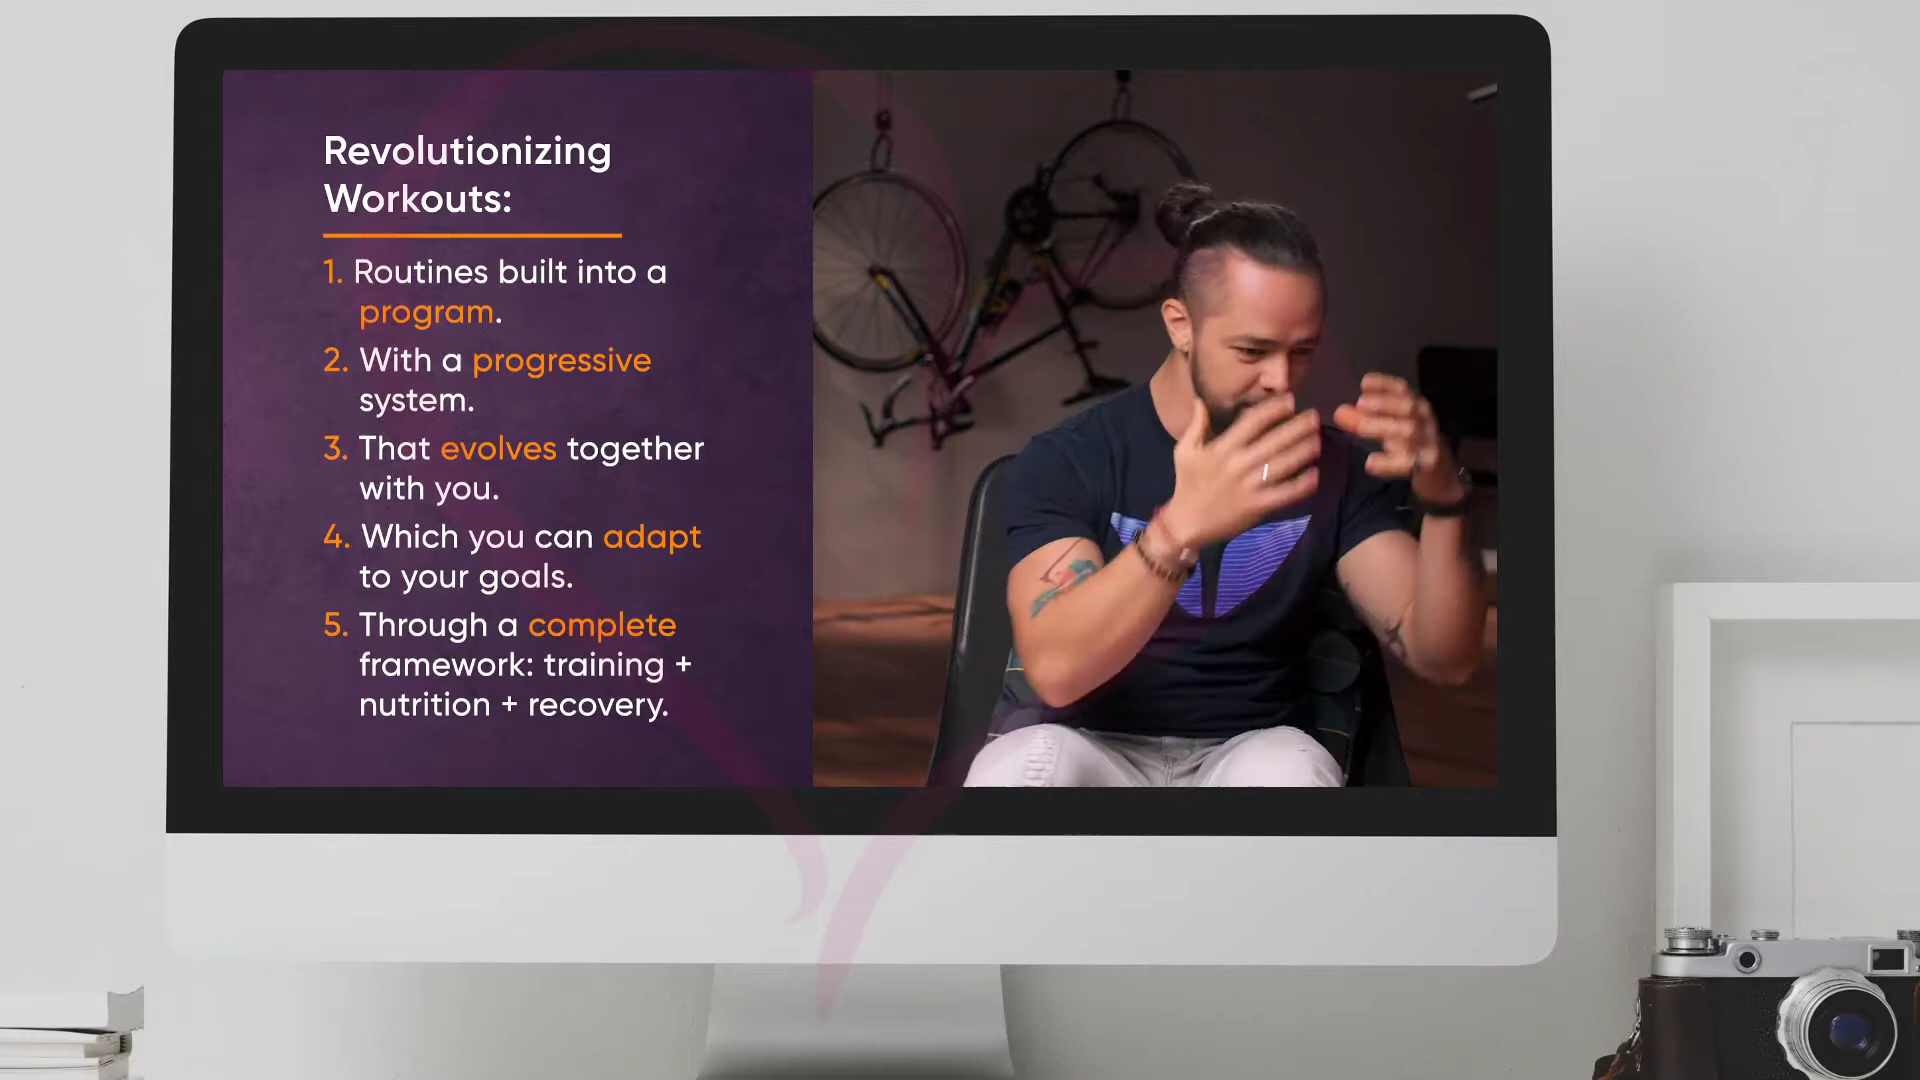 Revolutionizing
Workouts:
1. Routines built into a
program.
2. With a progressive
system.
3. That evolves together
with you.
4. Which you can adapt
to your goals.
5. Through a complete
framework: training +
nutrition + recovery.